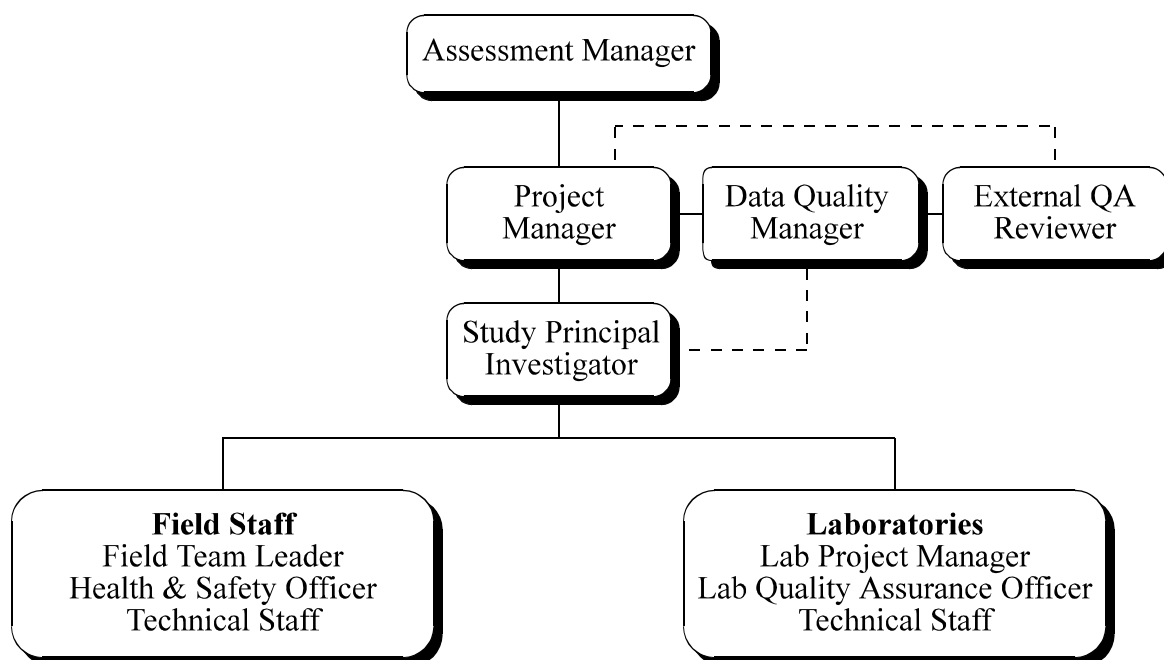 Assessment Manager
Project
Manager
Data Quality
Manager
External QA
Reviewer
Study Principal
Investigator
Field Staff
Field Team Leader
Health & Safety Officer
Technical Staff
Laboratories
Lab Project Manager
Lab Quality Assurance Officer
Technical Staff